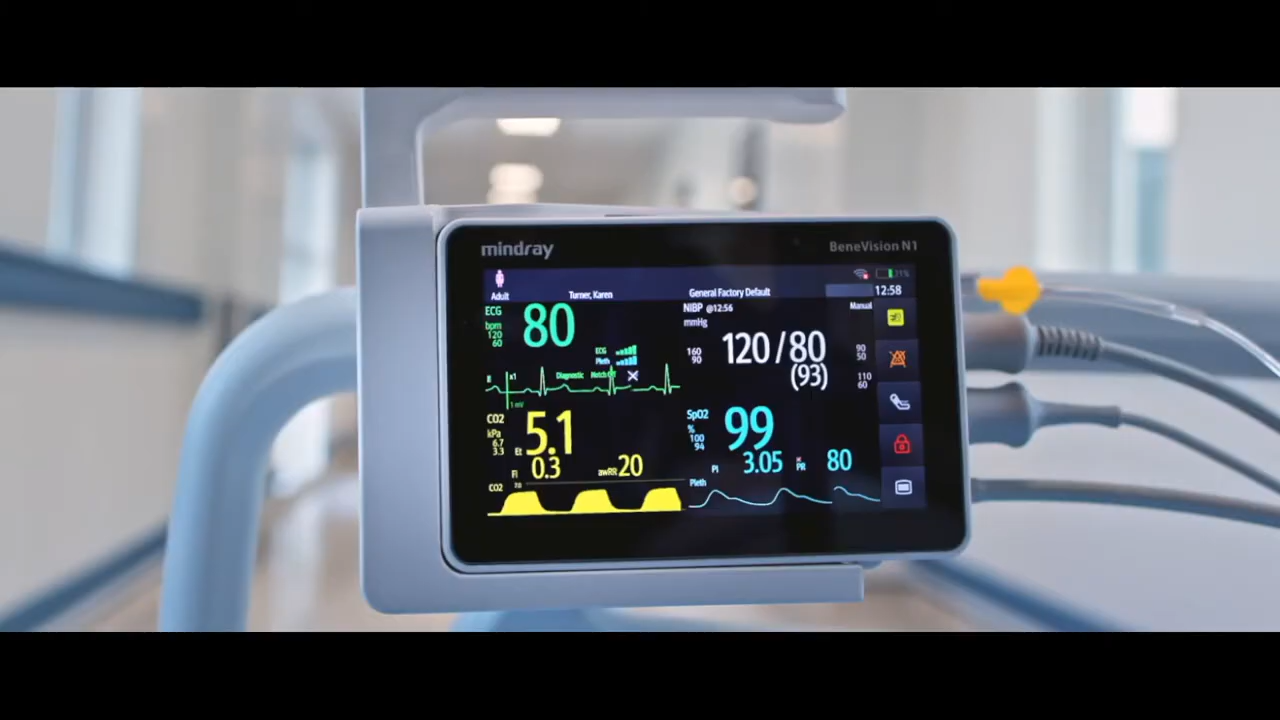 mindray
BeneVision N1
Adult
Turner, Karen
General Factory Default
12:58
ECG
bpm
120
60
80
NIBP @12:56
Manual
mmHg
160
90
120/80
(93)
90
50
110
60
ECG
Pleth
II
x1
Diagnostic
1 mV
CO2
kPa
6.7
3.3
Et
5.1
Fi
0.3
awRR
20
SpO2
%
100
94
99
PI
3.05
PR
80
CO2
Pleth